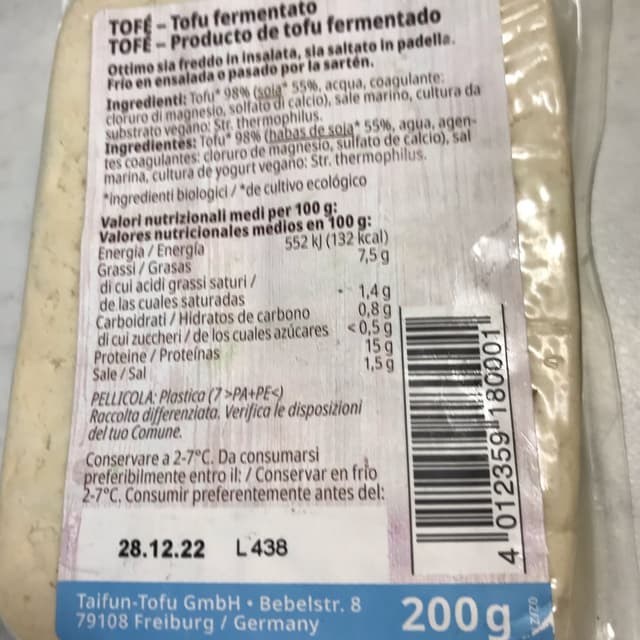 TOFÉ – Tofu fermentato
TOFÉ – Producto de tofu fermentado
Ottimo sia freddo in insalata, sia saltato in padella.
Frío en ensalada o pasado por la sartén.
Ingredienti: Tofu* 98% (soia* 55%, acqua, coagulante:
cloruro di magnesio, solfato di calcio), sale marino, cultura da
substrato vegano: Str. thermophilus.
Ingredientes: Tofu* 98% (habas de soja* 55%, agua, agen-
tes coagulantes: cloruro de magnesio, sulfato de calcio), sal
marina, cultura de yogurt vegano: Str. thermophilus.
*ingredienti biologici / *de cultivo ecológico
Valori nutrizionali medi per 100 g:
Valores nutricionales medios en 100 g:
Energia / Energía 552 kJ (132 kcal)
Grassi / Grasas 7,5 g
di cui acidi grassi saturi /
de las cuales saturadas 1,4 g
Carboidrati / Hidratos de carbono 0,8 g
di cui zuccheri / de los cuales azúcares <0,5 g
Proteine / Proteínas 15 g
Sale / Sal 1,5 g
PELLICOLA: Plastica (7 >PA+PE<)
Raccolta differenziata. Verifica le disposizioni
del tuo Comune.
Conservare a 2-7°C. Da consumarsi
preferibilmente entro il: / Conservar en frío
2-7°C. Consumir preferentemente antes del:
28.12.22 L438
4 012359 180001
Taifun-Tofu GmbH • Bebelstr. 8
79108 Freiburg / Germany
200g